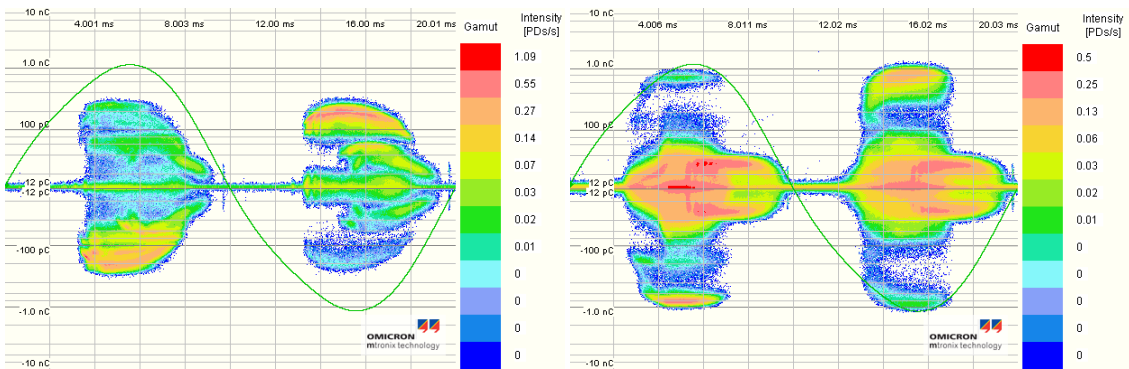 10 nC
4.001 ms 8.003 ms 12.00 ms 16.00 ms 20.01 ms
1.0 nC
100 pC
12 pC
-12 pC
-100 pC
-1.0 nC
-10 nC
OMICRON
mtronix technology
Gamut
Intensity
[PDs/s]
1.09
0.55
0.27
0.14
0.07
0.03
0.02
0.01
0
0
0
0
10 nC
4.006 ms 8.011 ms 12.02 ms 16.02 ms 20.03 ms
1.0 nC
100 pC
12 pC
-12 pC
-100 pC
-1.0 nC
-10 nC
OMICRON
mtronix technology
Gamut
Intensity
[PDs/s]
0.5
0.25
0.13
0.06
0.03
0.02
0.01
0
0
0
0
0